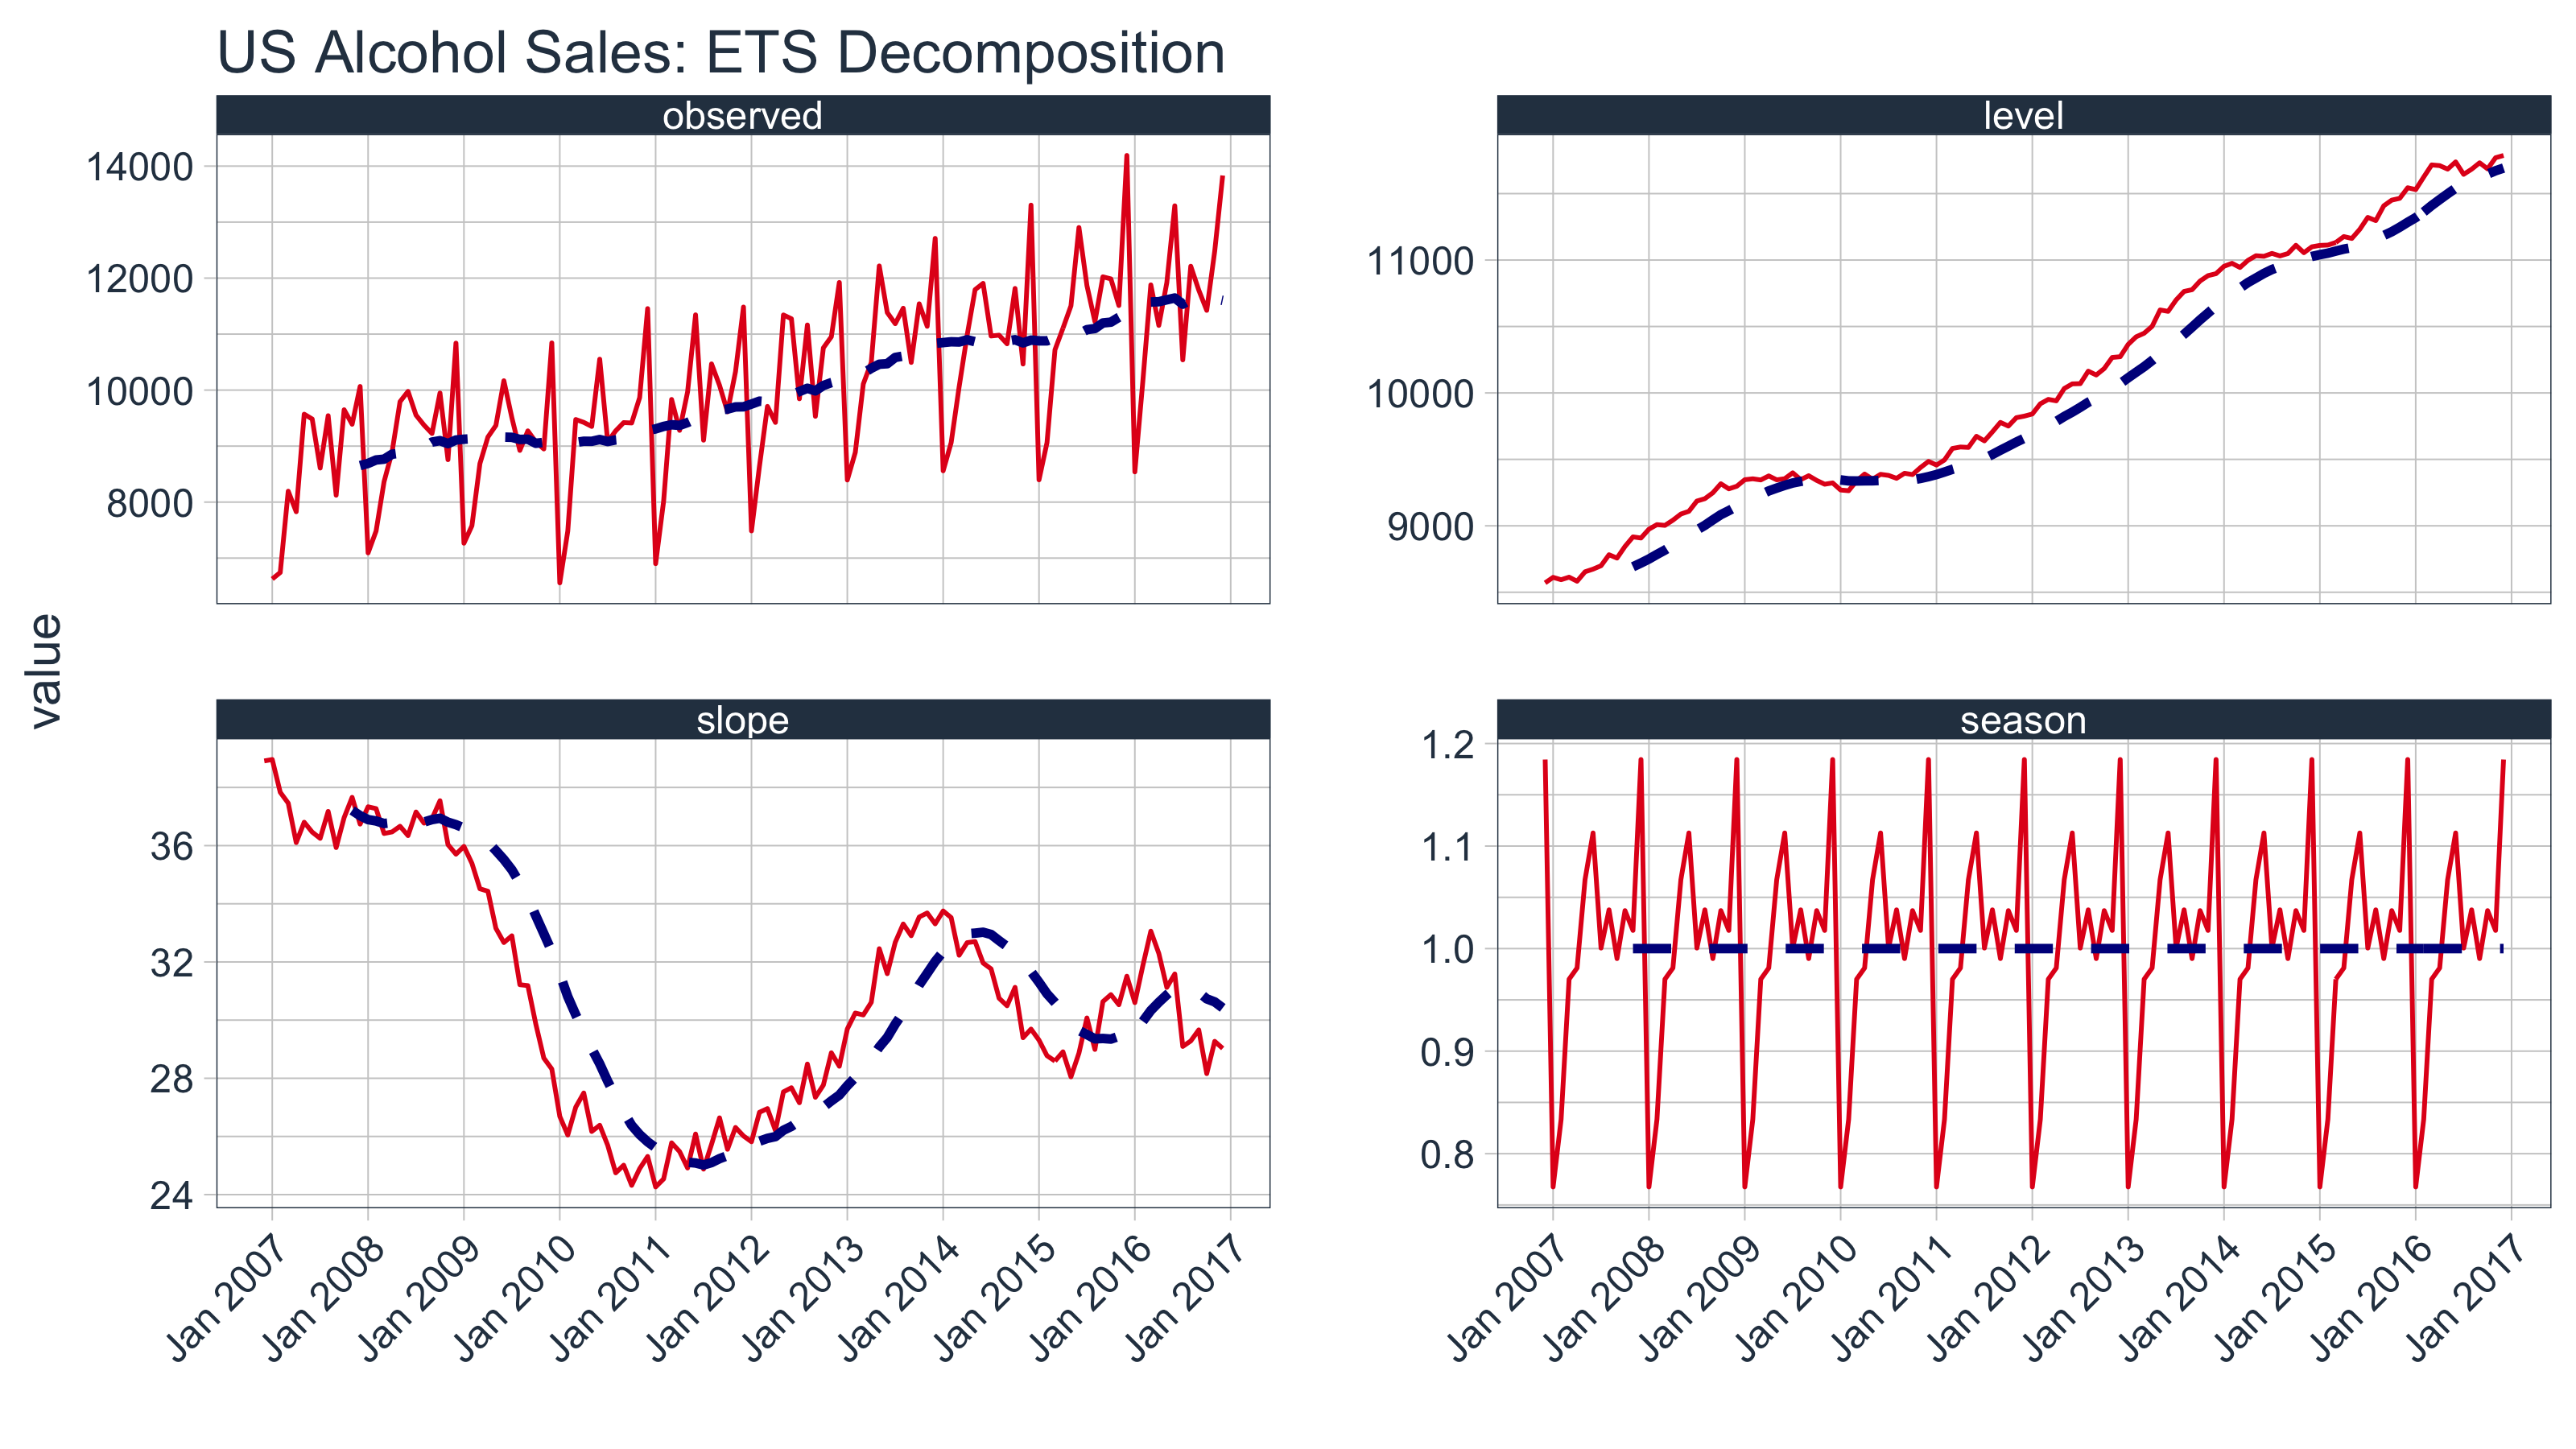 US Alcohol Sales: ETS Decomposition
observed
level
14000
12000
10000
8000
11000
10000
9000
value
slope
season
36
32
28
24
1.2
1.1
1.0
0.9
0.8
Jan 2007
Jan 2008
Jan 2009
Jan 2010
Jan 2011
Jan 2012
Jan 2013
Jan 2014
Jan 2015
Jan 2016
Jan 2017
Jan 2007
Jan 2008
Jan 2009
Jan 2010
Jan 2011
Jan 2012
Jan 2013
Jan 2014
Jan 2015
Jan 2016
Jan 2017